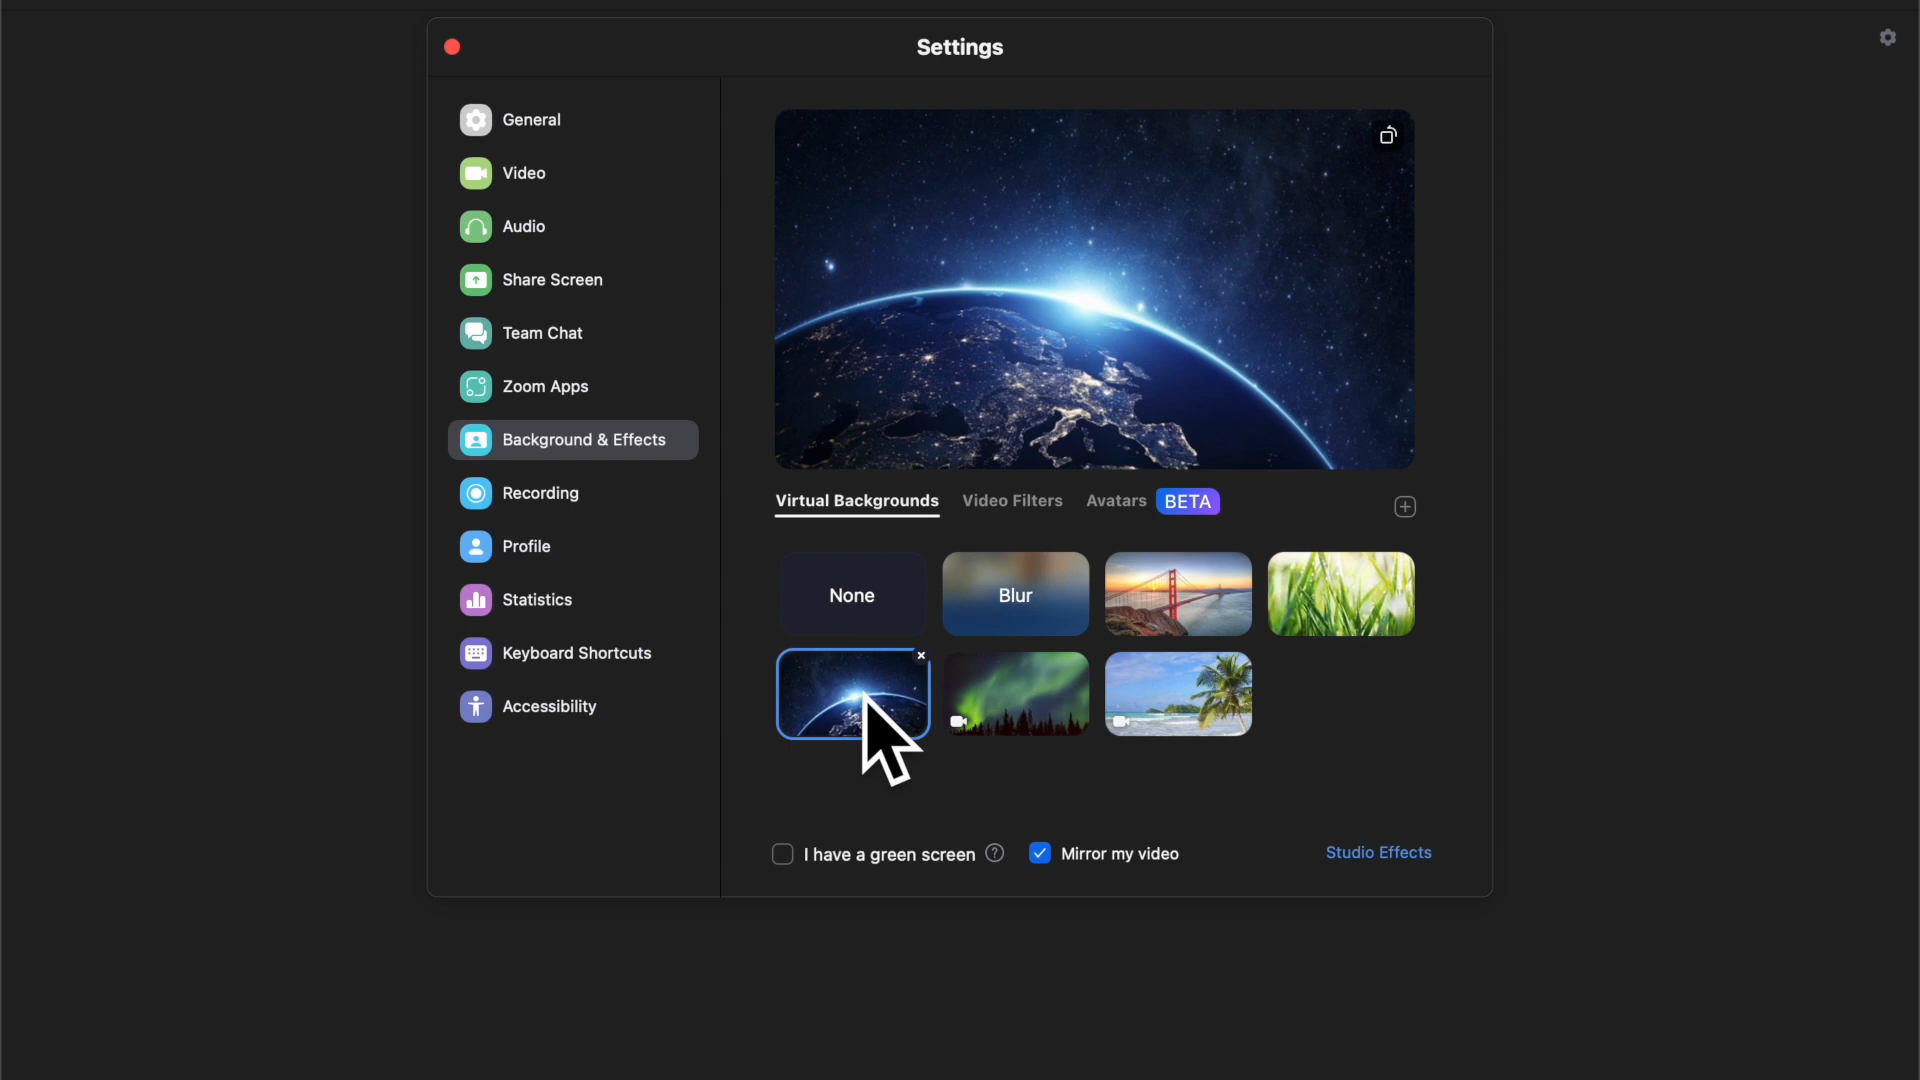 Settings
General
Video
Audio
Share Screen
Team Chat
Zoom Apps
Background & Effects
Recording
Profile
Statistics
Keyboard Shortcuts
Accessibility
Virtual Backgrounds Video Filters Avatars BETA
None Blur
I have a green screen ? Mirror my video Studio Effects